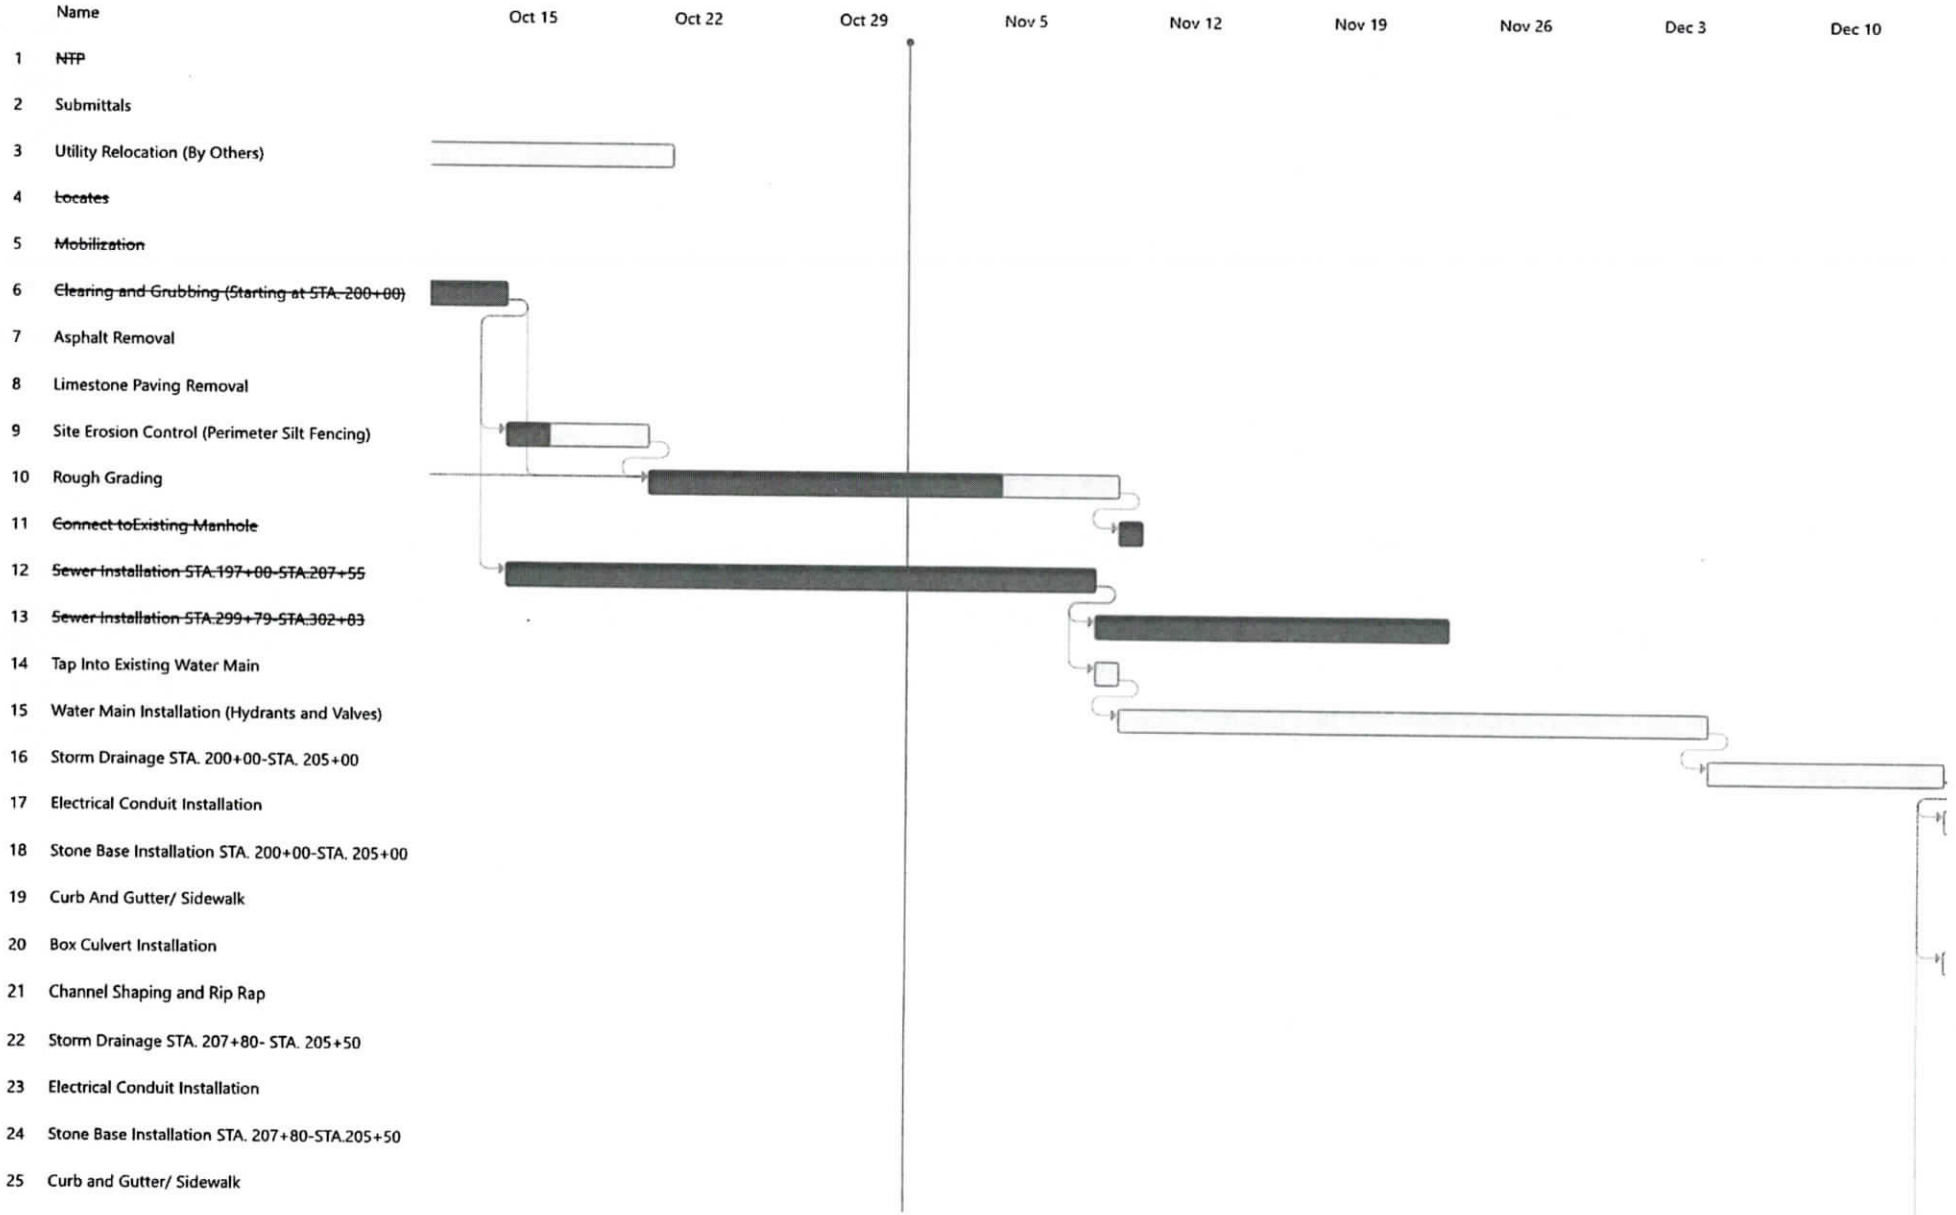 Name Oct 15 Oct 22 Oct 29 Nov 5 Nov 12 Nov 19 Nov 26 Dec 3 Dec 10
1 NTP
2 Submittals
3 Utility Relocation (By Others)
4 Locates
5 Mobilization
6 Clearing and Grubbing (Starting at STA. 200+00)
7 Asphalt Removal
8 Limestone Paving Removal
9 Site Erosion Control (Perimeter Silt Fencing)
10 Rough Grading
11 Connect toExisting Manhole
12 Sewer Installation STA.197+00-STA.207+55
13 Sewer Installation STA.299+79-STA.302+83
14 Tap Into Existing Water Main
15 Water Main Installation (Hydrants and Valves)
16 Storm Drainage STA. 200+00-STA. 205+00
17 Electrical Conduit Installation
18 Stone Base Installation STA. 200+00-STA. 205+00
19 Curb And Gutter/ Sidewalk
20 Box Culvert Installation
21 Channel Shaping and Rip Rap
22 Storm Drainage STA. 207+80- STA. 205+50
23 Electrical Conduit Installation
24 Stone Base Installation STA. 207+80-STA.205+50
25 Curb and Gutter/ Sidewalk